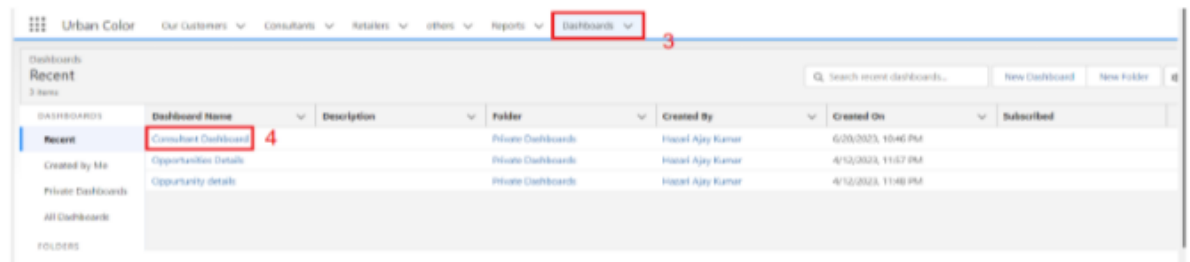 Urban Color Our Customers Consultants Retailers others Reports Dashboards
3
Dashboards
Recent
3 items
Search recent dashboards... New Dashboard New Folder
DASHBOARDS Dashboard Name Description Folder Created By Created On Subscribed
Recent Consultant Dashboard 4 Private Dashboards Hazari Ajay Kumar 6/20/2023, 10:46 PM
Created by Me Opportunities Details Private Dashboards Hazari Ajay Kumar 4/12/2023, 11:57 PM
Private Dashboards Oppurtunity details Private Dashboards Hazari Ajay Kumar 4/12/2023, 11:48 PM
All Dashboards
FOLDERS